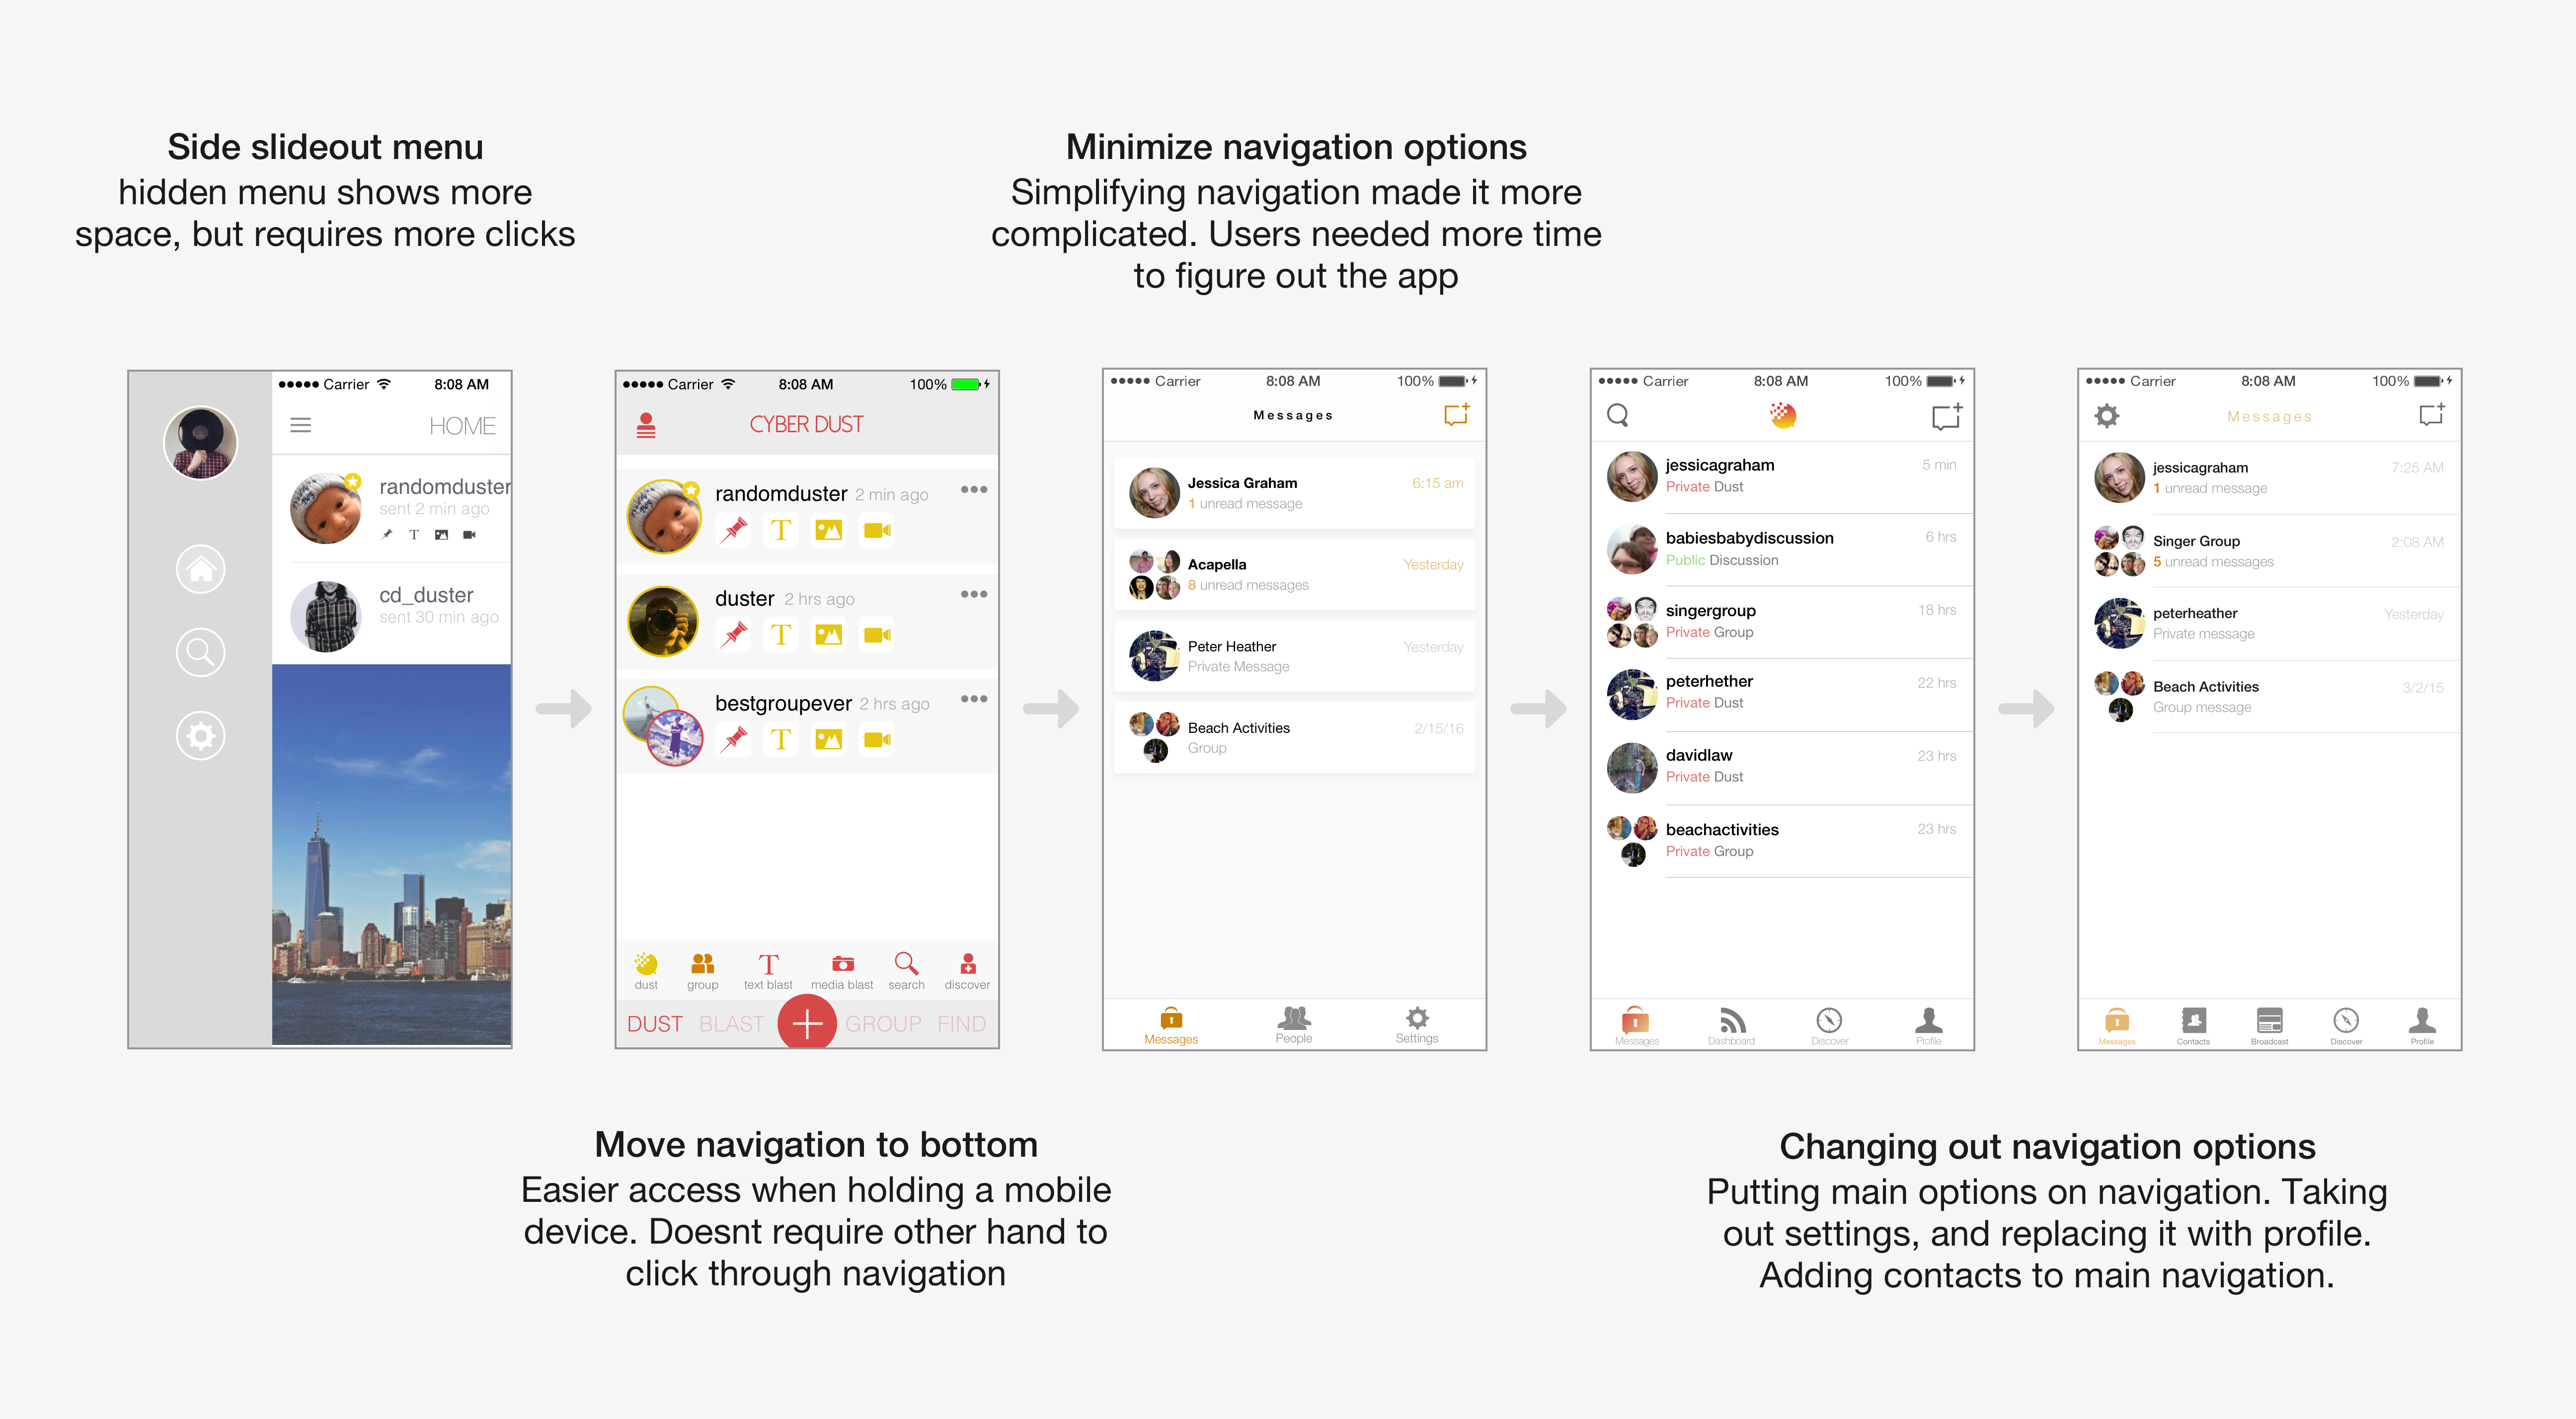 Side slideout menu
hidden menu shows more
space, but requires more clicks
Minimize navigation options
Simplifying navigation made it more
complicated. Users needed more time
to figure out the app
Carrier 8:08 AM
HOME
randomduster
sent 2 min ago
T
cd_duster
sent 30 min ago
Carrier 8:08 AM 100%
CYBER DUST
randomduster 2 min ago
T
duster 2 hrs ago
T
bestgroupever 2 hrs ago
T
T
dust group text blast media blast search discover
DUST BLAST + GROUP FIND
Carrier 8:08 AM 100%
Messages
Jessica Graham 6:15 am
1 unread message
Acapella Yesterday
8 unread messages
Peter Heather Yesterday
Private Message
Beach Activities 2/15/16
Group
Messages People Settings
Carrier 8:08 AM 100%
jessicagraham 5 min
Private Dust
babiesbabydiscussion 6 hrs
Public Discussion
singergroup 18 hrs
Private Group
peterhether 22 hrs
Private Dust
davidlaw 23 hrs
Private Dust
beachactivities 23 hrs
Private Group
Messages Dashboard Discover Profile
Carrier 8:08 AM 100%
Messages
jessicagraham 7:25 AM
1 unread message
Singer Group 2:08 AM
5 unread messages
peterheather Yesterday
Private message
Beach Activities 3/2/15
Group message
Messages Contacts Broadcast Discover Profile
Move navigation to bottom
Easier access when holding a mobile
device. Doesnt require other hand to
click through navigation
Changing out navigation options
Putting main options on navigation. Taking
out settings, and replacing it with profile.
Adding contacts to main navigation.